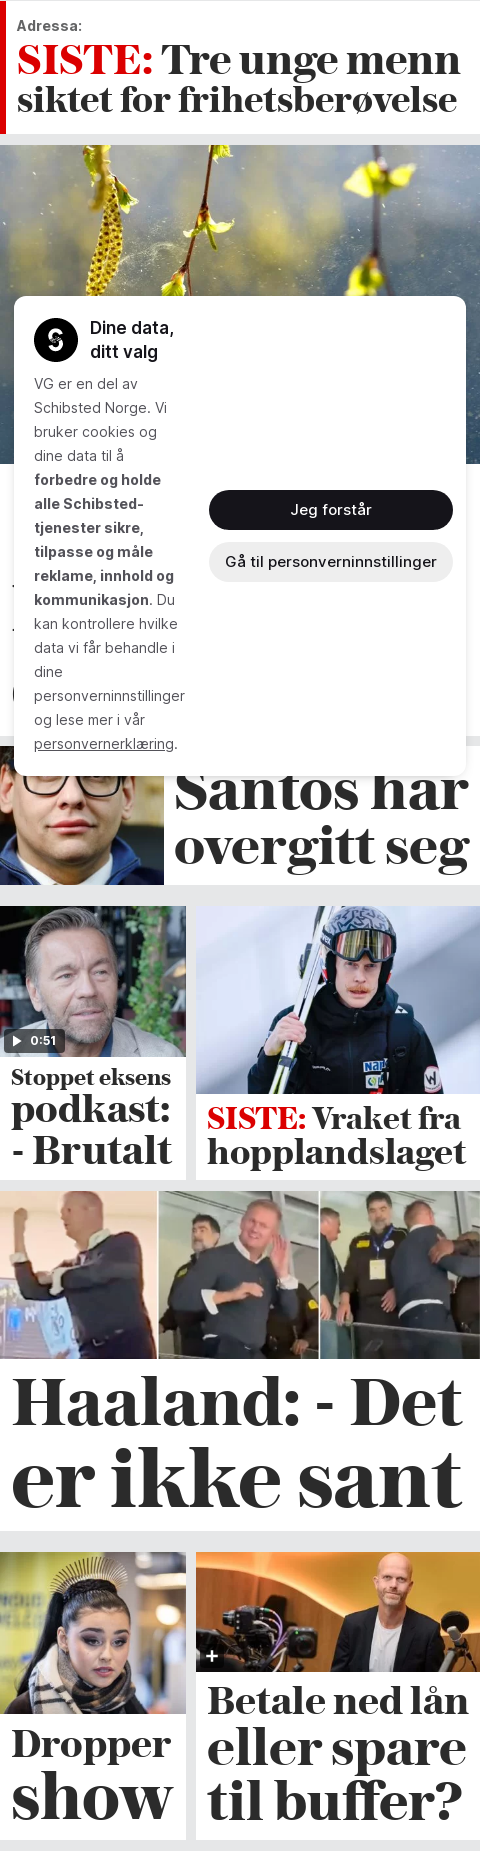 Adressa:
SISTE: Tre unge menn
siktet for frihetsberøvelse
Dine data,
ditt valg
VG er en del av
Schibsted Norge. Vi
bruker cookies og
dine data til å
forbedre og holde
alle Schibsted-
tjenester sikre,
tilpasse og måle
reklame, innhold og
kommunikasjon. Du
kan kontrollere hvilke
data vi får behandle i
dine
personverninnstillinger
og lese mer i vår
personvernerklæring.
Jeg forstår
Gå til personverninnstillinger
Santos har
overgitt seg
0:51
Stoppet eksens
podkast:
- Brutalt
SISTE: Vraket fra
hopplandslaget
Haaland: - Det
er ikke sant
Dropper
show
Betale ned lån
eller spare
til buffer?